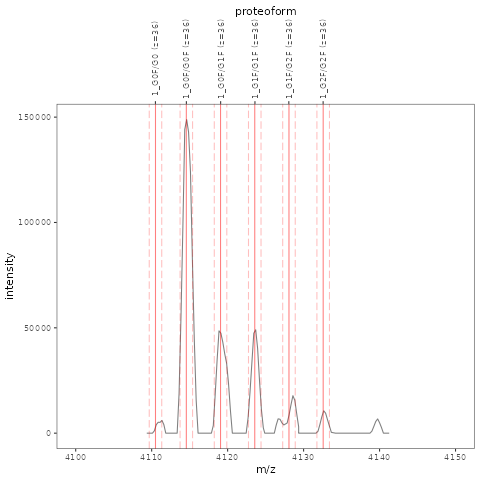 proteoform
1_G0F/G0 (z=36)
1_G0F/G0F (z=36)
1_G0F/G1F (z=36)
1_G1F/G1F (z=36)
1_G1F/G2F (z=36)
1_G2F/G2F (z=36)
150000
100000
50000
0
intensity
4100
4110
4120
4130
4140
4150
m/z